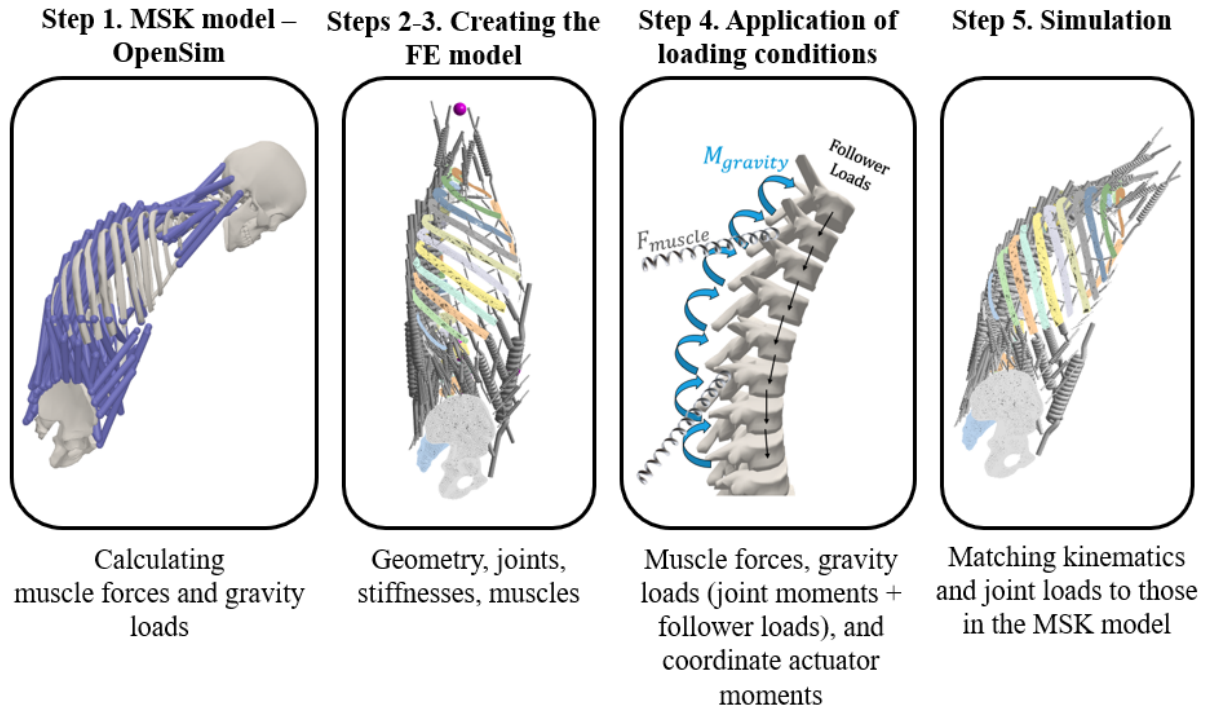 Step 1. MSK model –
OpenSim
Steps 2-3. Creating the
FE model
Step 4. Application of
loading conditions
Step 5. Simulation
M_gravity
Follower
Loads
F_muscle
Calculating
muscle forces and gravity
loads
Geometry, joints,
stiffnesses, muscles
Muscle forces, gravity
loads (joint moments +
follower loads), and
coordinate actuator
moments
Matching kinematics
and joint loads to those
in the MSK model